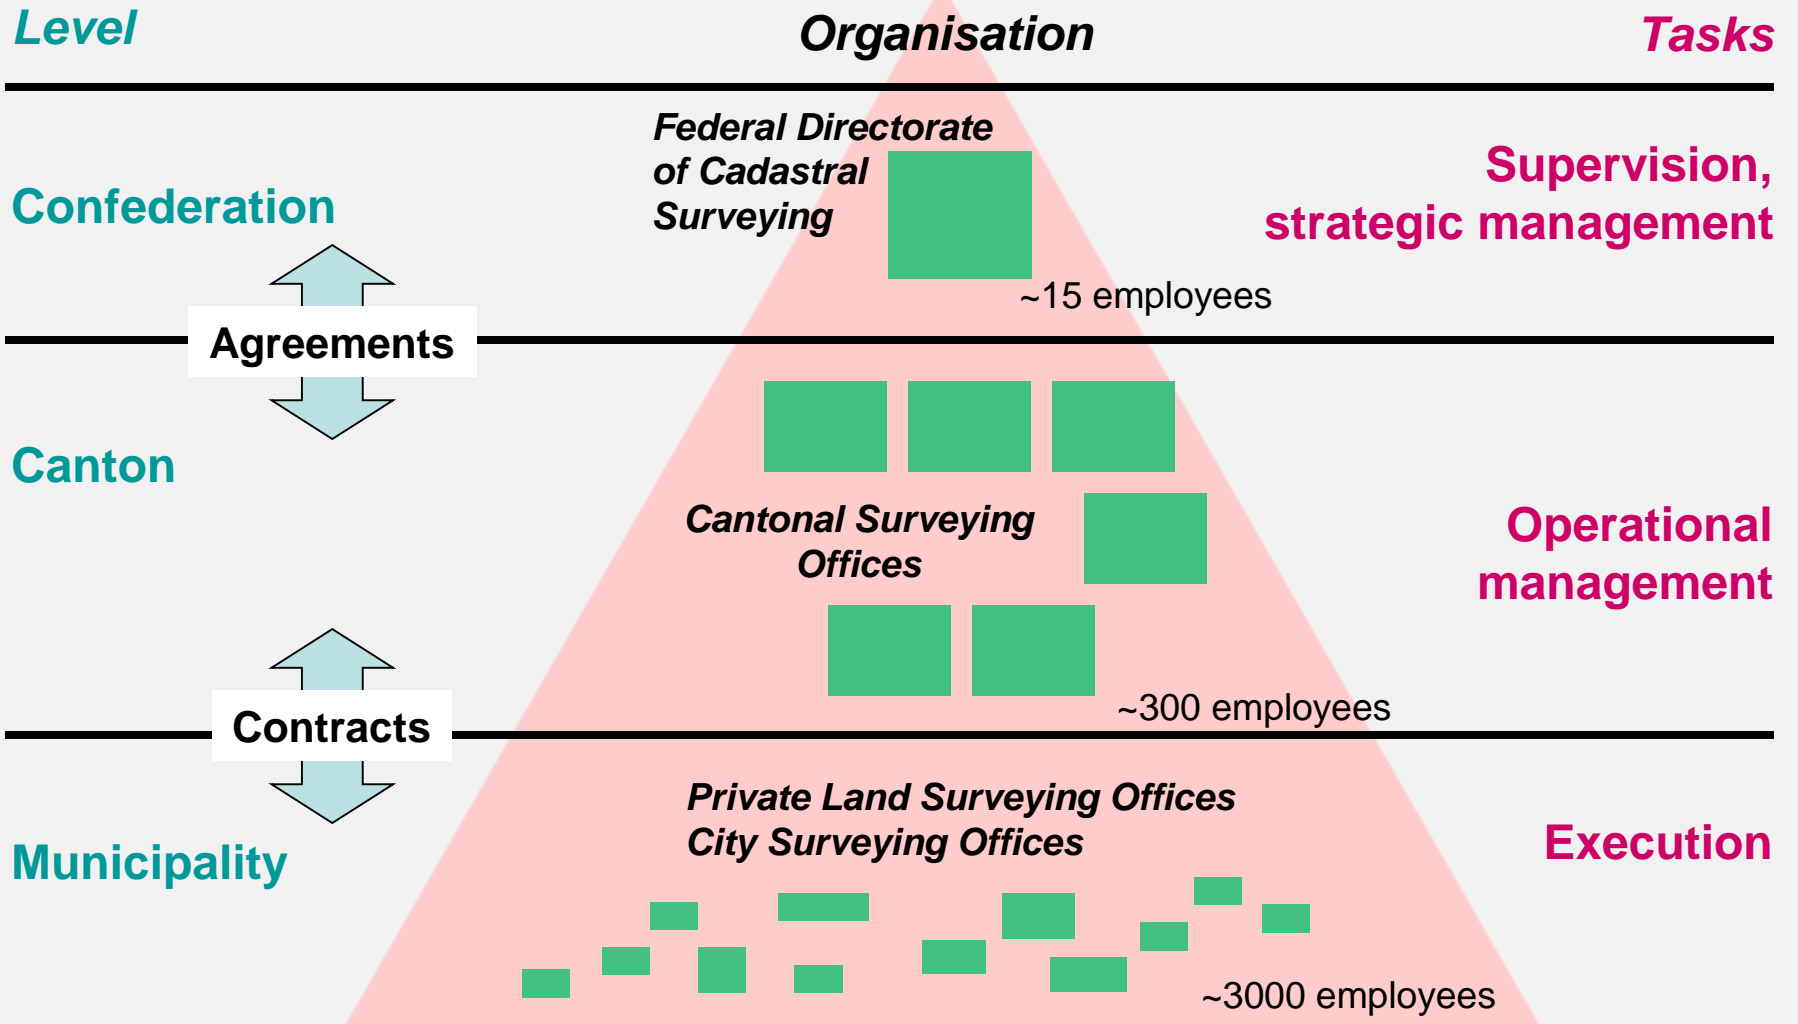 Level
Organisation
Tasks
Federal Directorate
of Cadastral
Surveying
Confederation
Supervision,
strategic management
~15 employees
Agreements
Canton
Cantonal Surveying
Offices
Operational
management
~300 employees
Contracts
Private Land Surveying Offices
City Surveying Offices
Municipality
Execution
~3000 employees